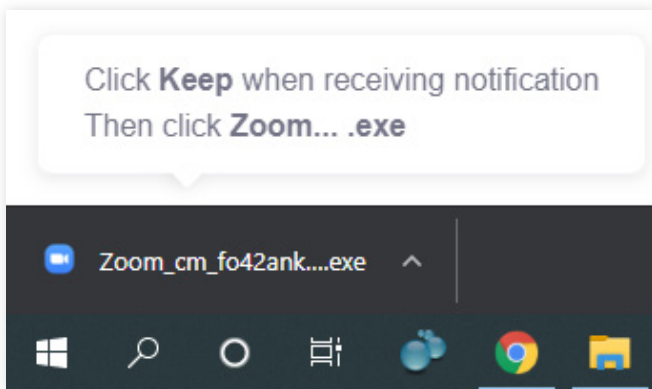 Click Keep when receiving notification
Then click Zoom... .exe
Zoom_cm_fo42ank....exe